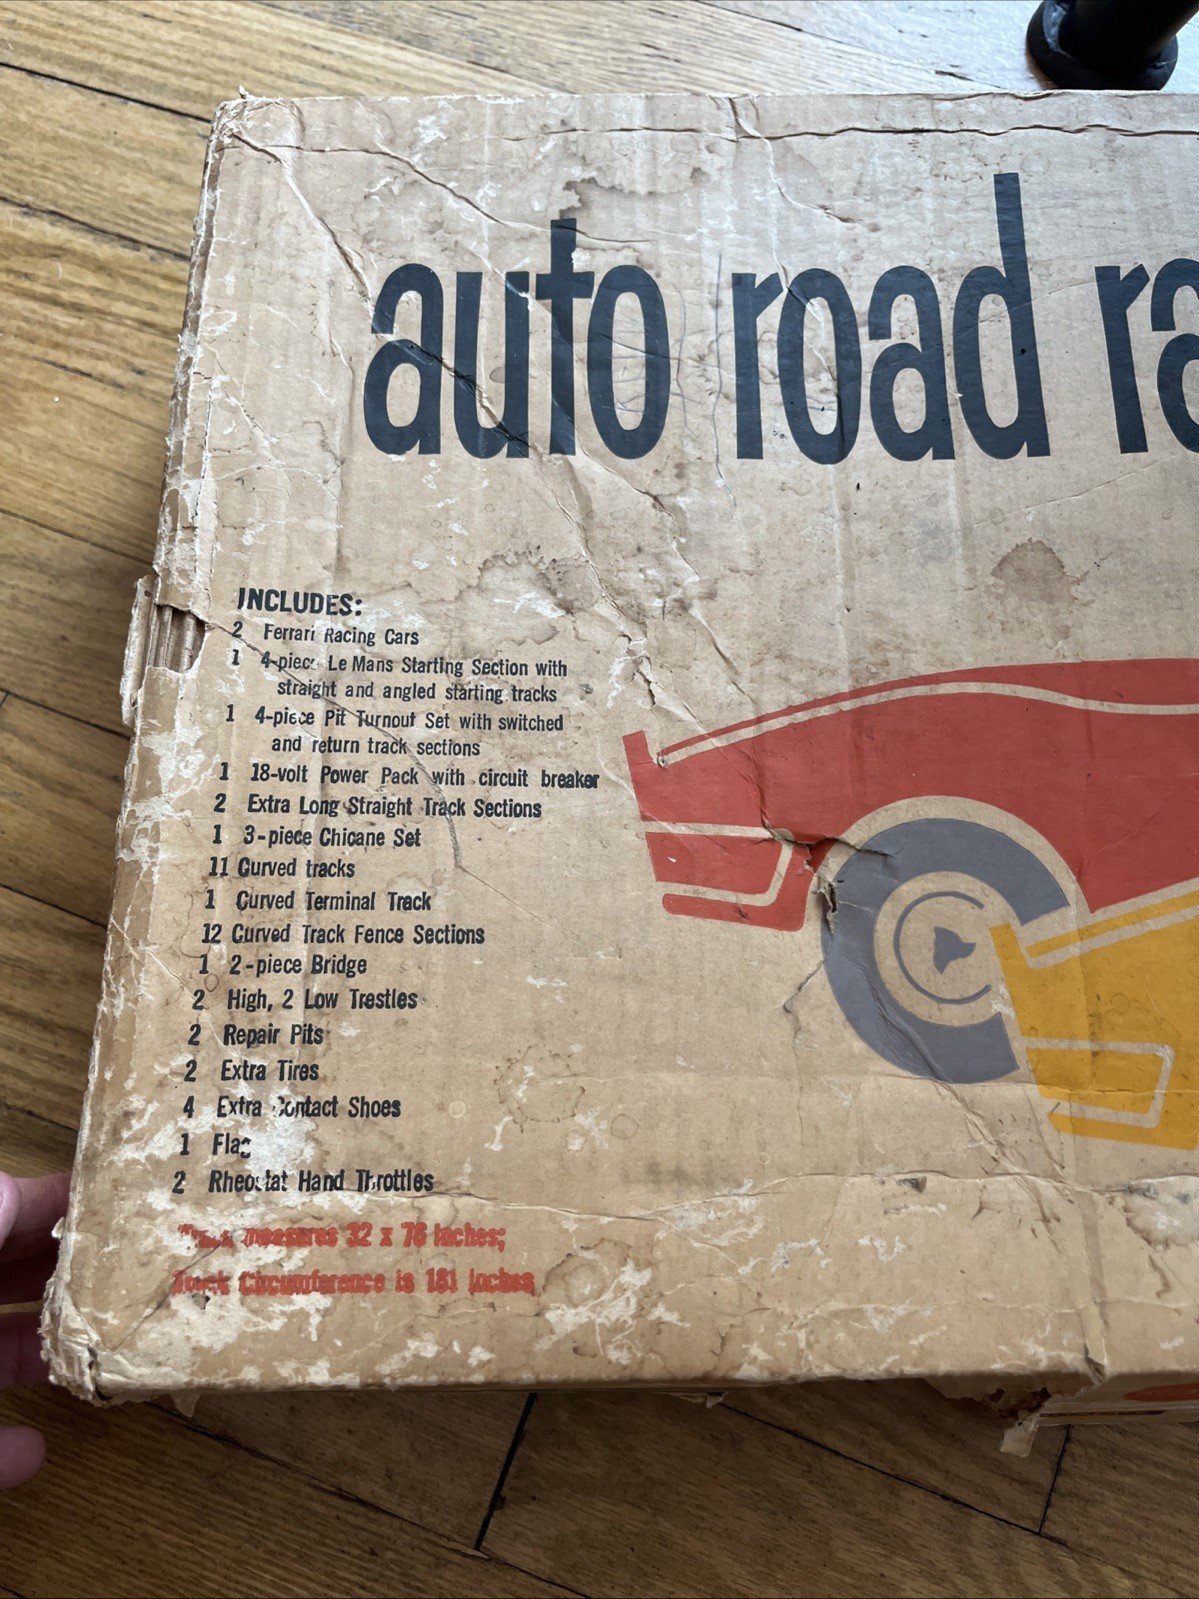 auto road ra
INCLUDES:
2 Ferrari Racing Cars
1 4-piece Le Mans Starting Section with
straight and angled starting tracks
1 4-piece Pit Turnout Set with switched
and return track sections
1 18-volt Power Pack with circuit breaker
2 Extra Long Straight Track Sections
1 3-piece Chicane Set
11 Curved tracks
1 Curved Terminal Track
12 Curved Track Fence Sections
1 2-piece Bridge
2 High, 2 Low Trestles
2 Repair Pits
2 Extra Tires
4 Extra Contact Shoes
1 Flag
2 Rheostat Hand Throttles
measures 32 x 76 inches;
Track Circumference is 181 inches